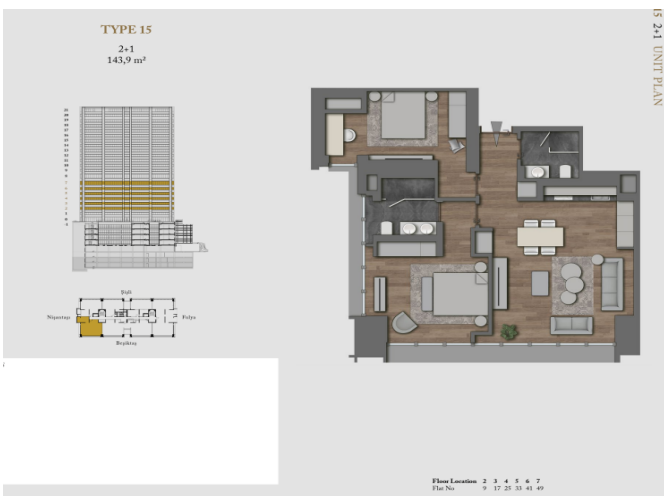 TYPE 15
2+1
143,9 m²
15 2+1 UNIT PLAN
Şişli
Nişantaşı
Fulya
Beşiktaş
Floor Location 2 3 4 5 6 7
Flat No 9 17 25 33 41 49